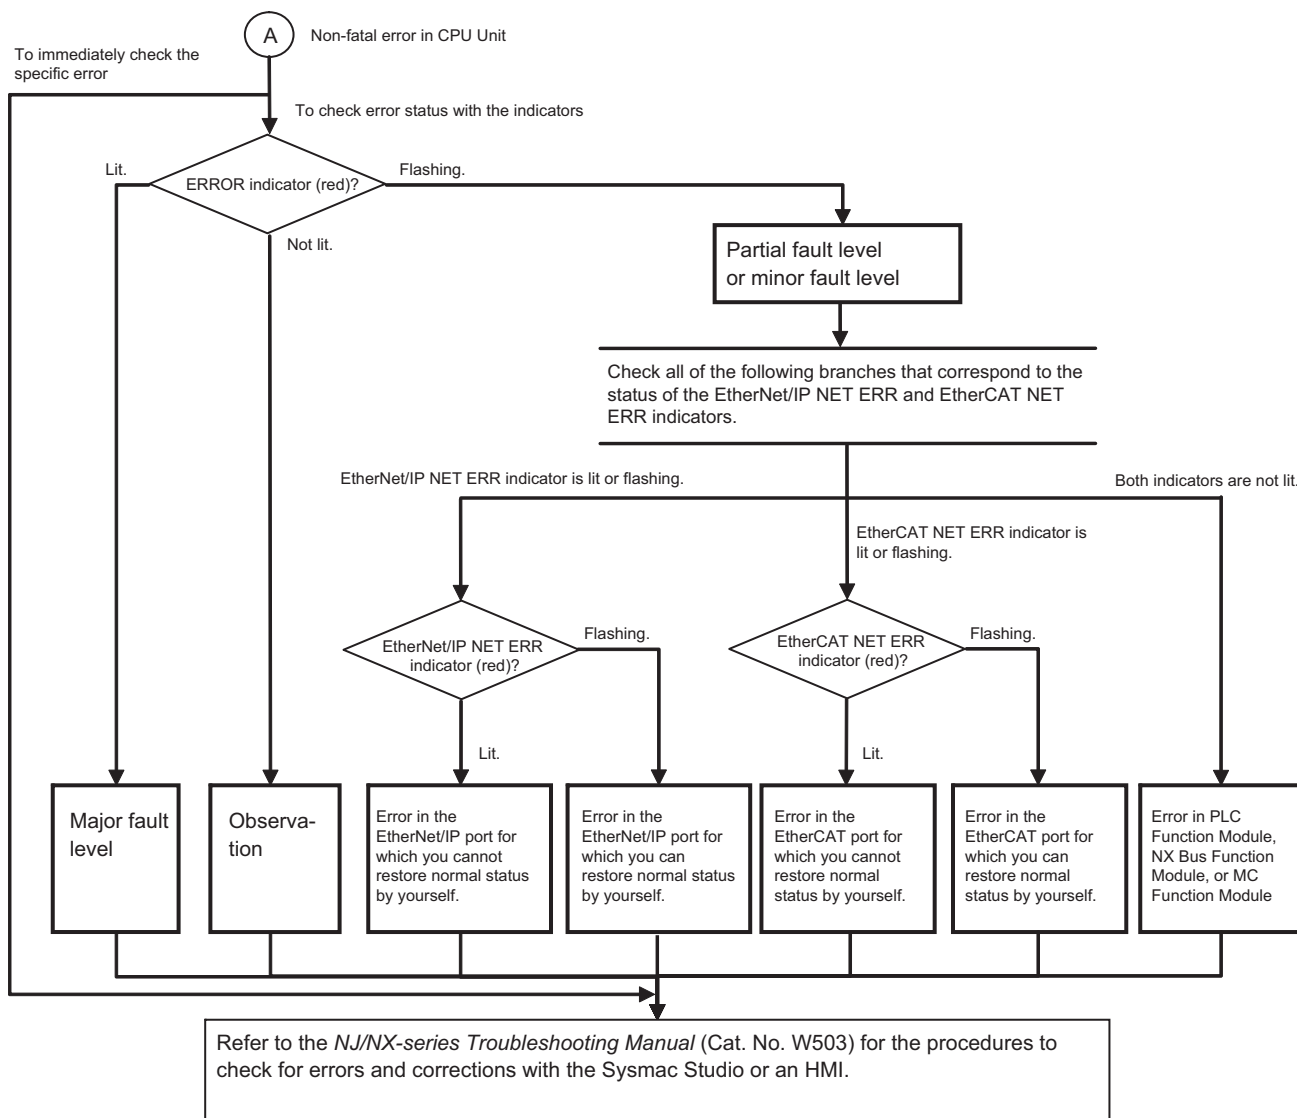 A
Non-fatal error in CPU Unit
To immediately check the
specific error
To check error status with the indicators
Lit.
ERROR indicator (red)?
Flashing.
Not lit.
Partial fault level
or minor fault level
Check all of the following branches that correspond to the
status of the EtherNet/IP NET ERR and EtherCAT NET
ERR indicators.
EtherNet/IP NET ERR indicator is lit or flashing.
Both indicators are not lit.
EtherCAT NET ERR indicator is
lit or flashing.
EtherNet/IP NET ERR
indicator (red)?
Flashing.
EtherCAT NET ERR
indicator (red)?
Flashing.
Lit.
Lit.
Major fault
level
Observa-
tion
Error in the
EtherNet/IP port for
which you cannot
restore normal status
by yourself.
Error in the
EtherNet/IP port for
which you can
restore normal status
by yourself.
Error in the
EtherCAT port for
which you cannot
restore normal
status by yourself.
Error in the
EtherCAT port for
which you can
restore normal
status by yourself.
Error in PLC
Function Module,
NX Bus Function
Module, or MC
Function Module
Refer to the NJ/NX-series Troubleshooting Manual (Cat. No. W503) for the procedures to
check for errors and corrections with the Sysmac Studio or an HMI.